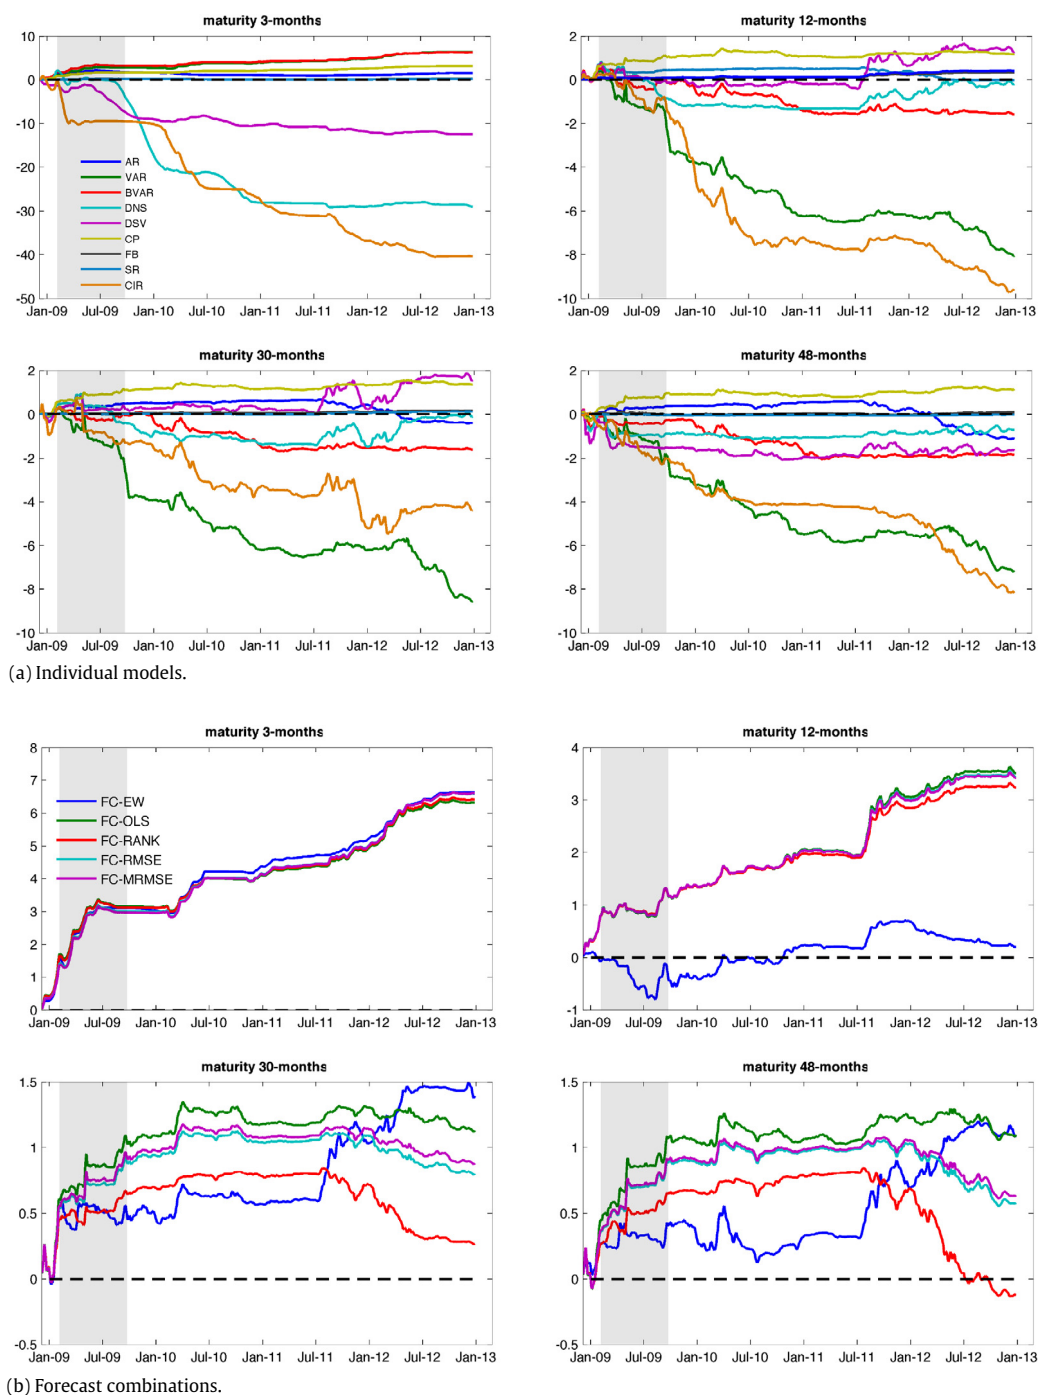 maturity 3-months
10
0
-10
-20
-30
-40
-50
AR
VAR
BVAR
DNS
DSV
CP
FB
SR
CIR
Jan-09 Jul-09 Jan-10 Jul-10 Jan-11 Jul-11 Jan-12 Jul-12 Jan-13
maturity 12-months
2
0
-2
-4
-6
-8
-10
Jan-09 Jul-09 Jan-10 Jul-10 Jan-11 Jul-11 Jan-12 Jul-12 Jan-13
maturity 30-months
2
0
-2
-4
-6
-8
-10
Jan-09 Jul-09 Jan-10 Jul-10 Jan-11 Jul-11 Jan-12 Jul-12 Jan-13
maturity 48-months
2
0
-2
-4
-6
-8
-10
Jan-09 Jul-09 Jan-10 Jul-10 Jan-11 Jul-11 Jan-12 Jul-12 Jan-13
(a) Individual models.
maturity 3-months
8
7
6
5
4
3
2
1
0
FC-EW
FC-OLS
FC-RANK
FC-RMSE
FC-MRMSE
Jan-09 Jul-09 Jan-10 Jul-10 Jan-11 Jul-11 Jan-12 Jul-12 Jan-13
maturity 12-months
4
3
2
1
0
-1
Jan-09 Jul-09 Jan-10 Jul-10 Jan-11 Jul-11 Jan-12 Jul-12 Jan-13
maturity 30-months
1.5
1
0.5
0
-0.5
Jan-09 Jul-09 Jan-10 Jul-10 Jan-11 Jul-11 Jan-12 Jul-12 Jan-13
maturity 48-months
1.5
1
0.5
0
-0.5
Jan-09 Jul-09 Jan-10 Jul-10 Jan-11 Jul-11 Jan-12 Jul-12 Jan-13
(b) Forecast combinations.